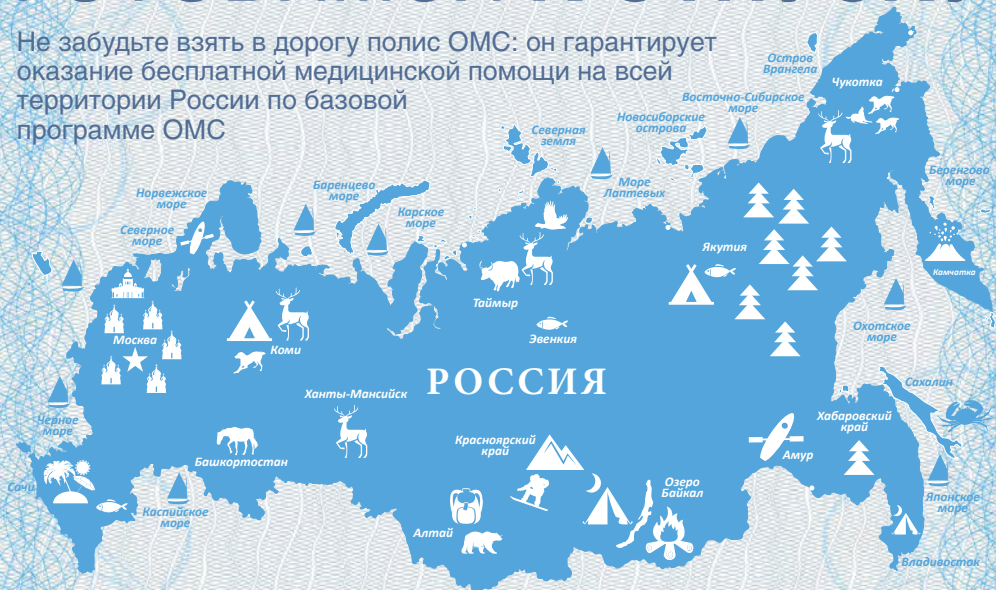 Не забудьте взять в дорогу полис ОМС: он гарантирует
оказание бесплатной медицинской помощи на всей
территории России по базовой
программе ОМС
Остров
Врангеля
Чукотка
Восточно-Сибирское
море
Новосиборские
острова
Северная
земля
Море
Лаптевых
Беренгово
море
Баренцево
море
Норвежское
море
Карское
море
Северное
море
Якутия
Камчатка
Таймыр
Эвенкия
Охотское
море
Москва
Коми
РОССИЯ
Сахалин
Ханты-Мансийск
Черное
море
Хабаровский
край
Красноярский
край
Амур
Башкортостан
Сочи
Озеро
Байкал
Японское
море
Каспийское
море
Алтай
Владивосток